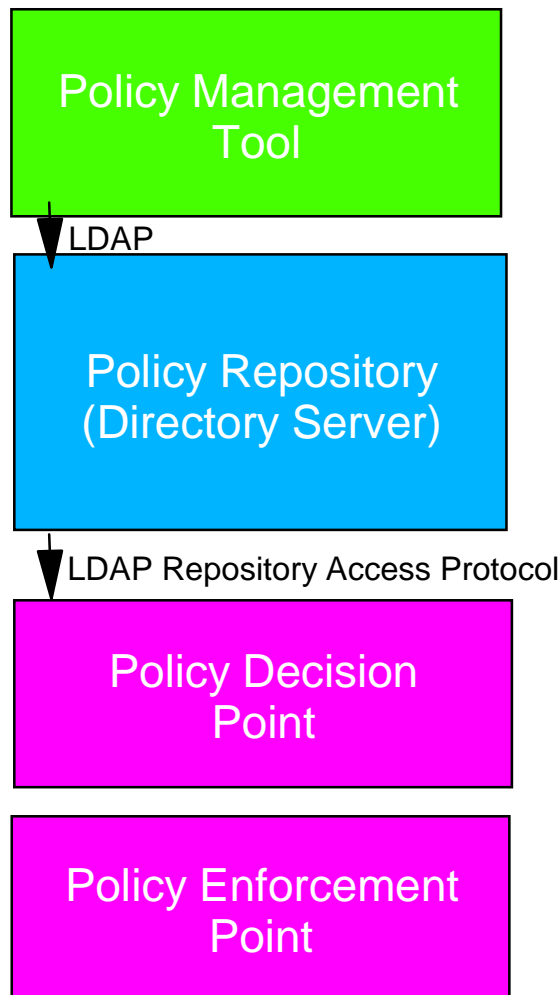 Policy Management
Tool
LDAP
Policy Repository
(Directory Server)
LDAP Repository Access Protocol
Policy Decision
Point
Policy Enforcement
Point